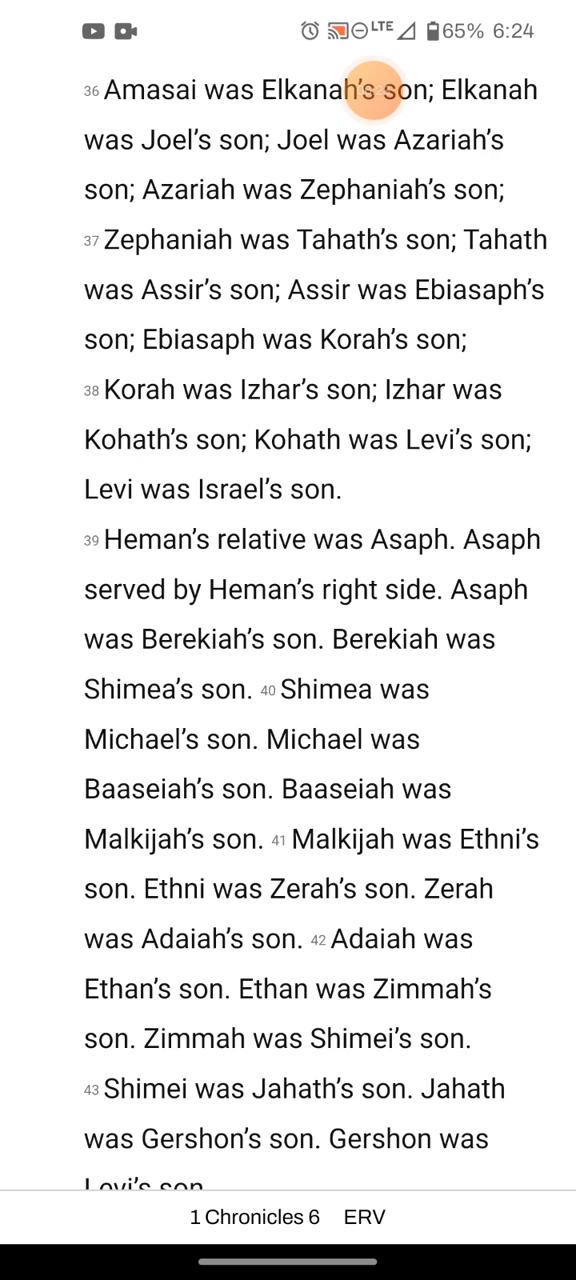 LTE 65% 6:24
36 Amasai was Elkanah’s son; Elkanah
was Joel’s son; Joel was Azariah’s
son; Azariah was Zephaniah’s son;
37 Zephaniah was Tahath’s son; Tahath
was Assir’s son; Assir was Ebiasaph’s
son; Ebiasaph was Korah’s son;
38 Korah was Izhar’s son; Izhar was
Kohath’s son; Kohath was Levi’s son;
Levi was Israel’s son.
39 Heman’s relative was Asaph. Asaph
served by Heman’s right side. Asaph
was Berekiah’s son. Berekiah was
Shimea’s son. 40 Shimea was
Michael’s son. Michael was
Baaseiah’s son. Baaseiah was
Malkijah’s son. 41 Malkijah was Ethni’s
son. Ethni was Zerah’s son. Zerah
was Adaiah’s son. 42 Adaiah was
Ethan’s son. Ethan was Zimmah’s
son. Zimmah was Shimei’s son.
43 Shimei was Jahath’s son. Jahath
was Gershon’s son. Gershon was
Levi’s son
1 Chronicles 6 ERV